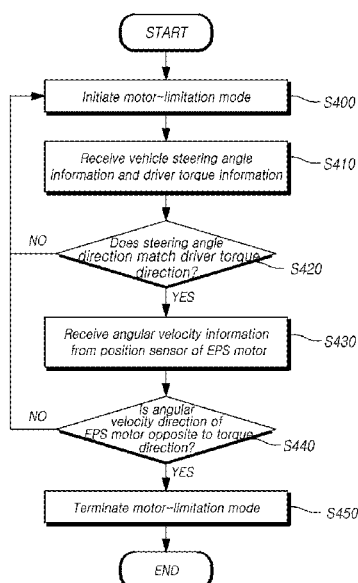 START
Initiate motor-limitation mode
S400
Receive vehicle steering angle
information and driver torque information
S410
NO
Does steering angle
direction match driver torque
direction?
S420
YES
Receive angular velocity information
from position sensor of EPS motor
S430
NO
Is angular
velocity direction of
EPS motor opposite to torque
direction?
S440
YES
Terminate motor-limitation mode
S450
END